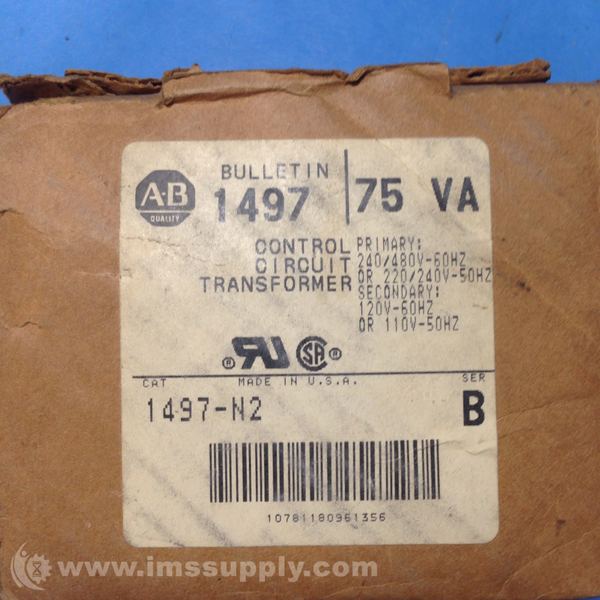 A-B
QUALITY
BULLETIN
1497
75 VA
CONTROL
CIRCUIT
TRANSFORMER
PRIMARY:
240/480V-60HZ
OR 220/240V-50HZ
SECONDARY:
120V-60HZ
OR 110V-50HZ
MADE IN U.S.A.
CAT
1497-N2
SER
B
10781180961356
www.imssupply.com